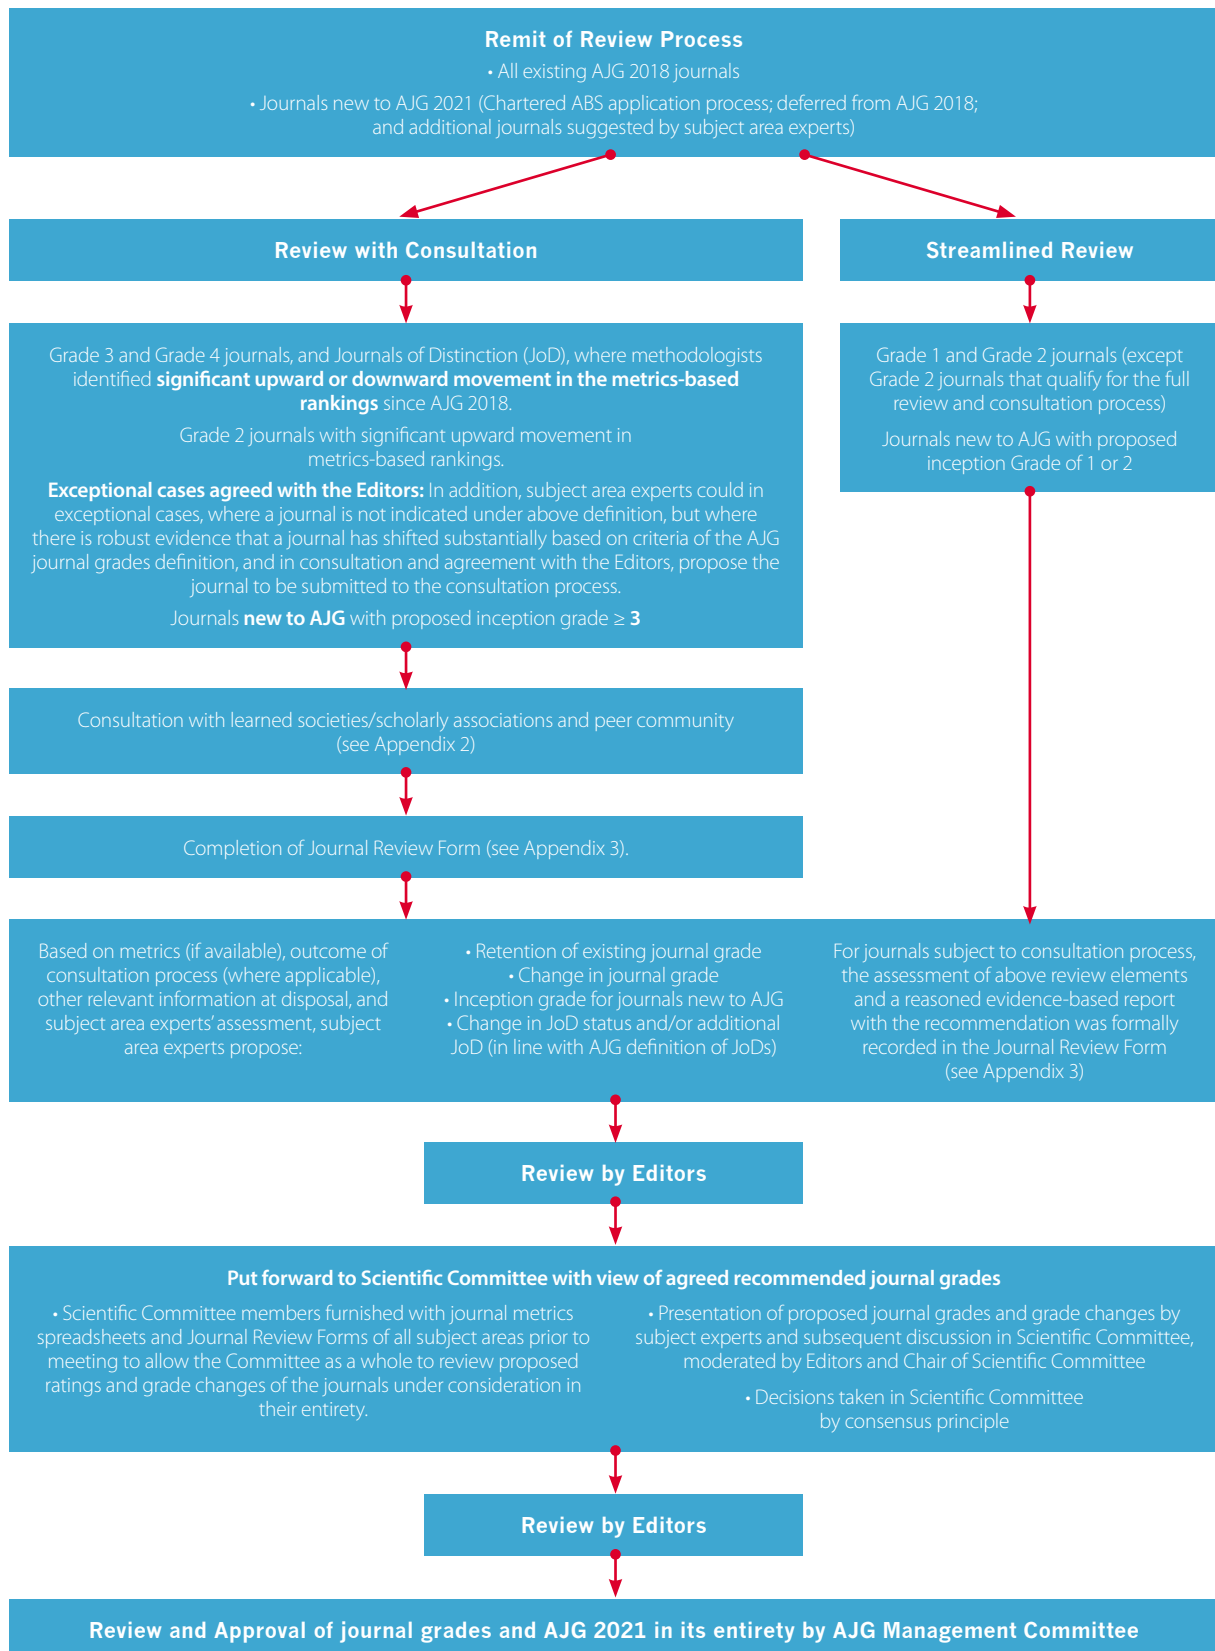 Remit of Review Process
• All existing AJG 2018 journals
• Journals new to AJG 2021 (Chartered ABS application process; deferred from AJG 2018;
and additional journals suggested by subject area experts)
Review with Consultation
Streamlined Review
Grade 3 and Grade 4 journals, and Journals of Distinction (JoD), where methodologists
identified significant upward or downward movement in the metrics-based
rankings since AJG 2018.
Grade 2 journals with significant upward movement in
metrics-based rankings.
Exceptional cases agreed with the Editors: In addition, subject area experts could in
exceptional cases, where a journal is not indicated under above definition, but where
there is robust evidence that a journal has shifted substantially based on criteria of the AJG
journal grades definition, and in consultation and agreement with the Editors, propose the
journal to be submitted to the consultation process.
Journals new to AJG with proposed inception grade ≥ 3
Grade 1 and Grade 2 journals (except
Grade 2 journals that qualify for the full
review and consultation process)
Journals new to AJG with proposed
inception Grade of 1 or 2
Consultation with learned societies/scholarly associations and peer community
(see Appendix 2)
Completion of Journal Review Form (see Appendix 3).
Based on metrics (if available), outcome of
consultation process (where applicable),
other relevant information at disposal, and
subject area experts' assessment, subject
area experts propose:
• Retention of existing journal grade
• Change in journal grade
• Inception grade for journals new to AJG
• Change in JoD status and/or additional
JoD (in line with AJG definition of JoDs)
For journals subject to consultation process,
the assessment of above review elements
and a reasoned evidence-based report
with the recommendation was formally
recorded in the Journal Review Form
(see Appendix 3)
Review by Editors
Put forward to Scientific Committee with view of agreed recommended journal grades
• Scientific Committee members furnished with journal metrics
spreadsheets and Journal Review Forms of all subject areas prior to
meeting to allow the Committee as a whole to review proposed
ratings and grade changes of the journals under consideration in
their entirety.
• Presentation of proposed journal grades and grade changes by
subject experts and subsequent discussion in Scientific Committee,
moderated by Editors and Chair of Scientific Committee
• Decisions taken in Scientific Committee
by consensus principle
Review by Editors
Review and Approval of journal grades and AJG 2021 in its entirety by AJG Management Committee